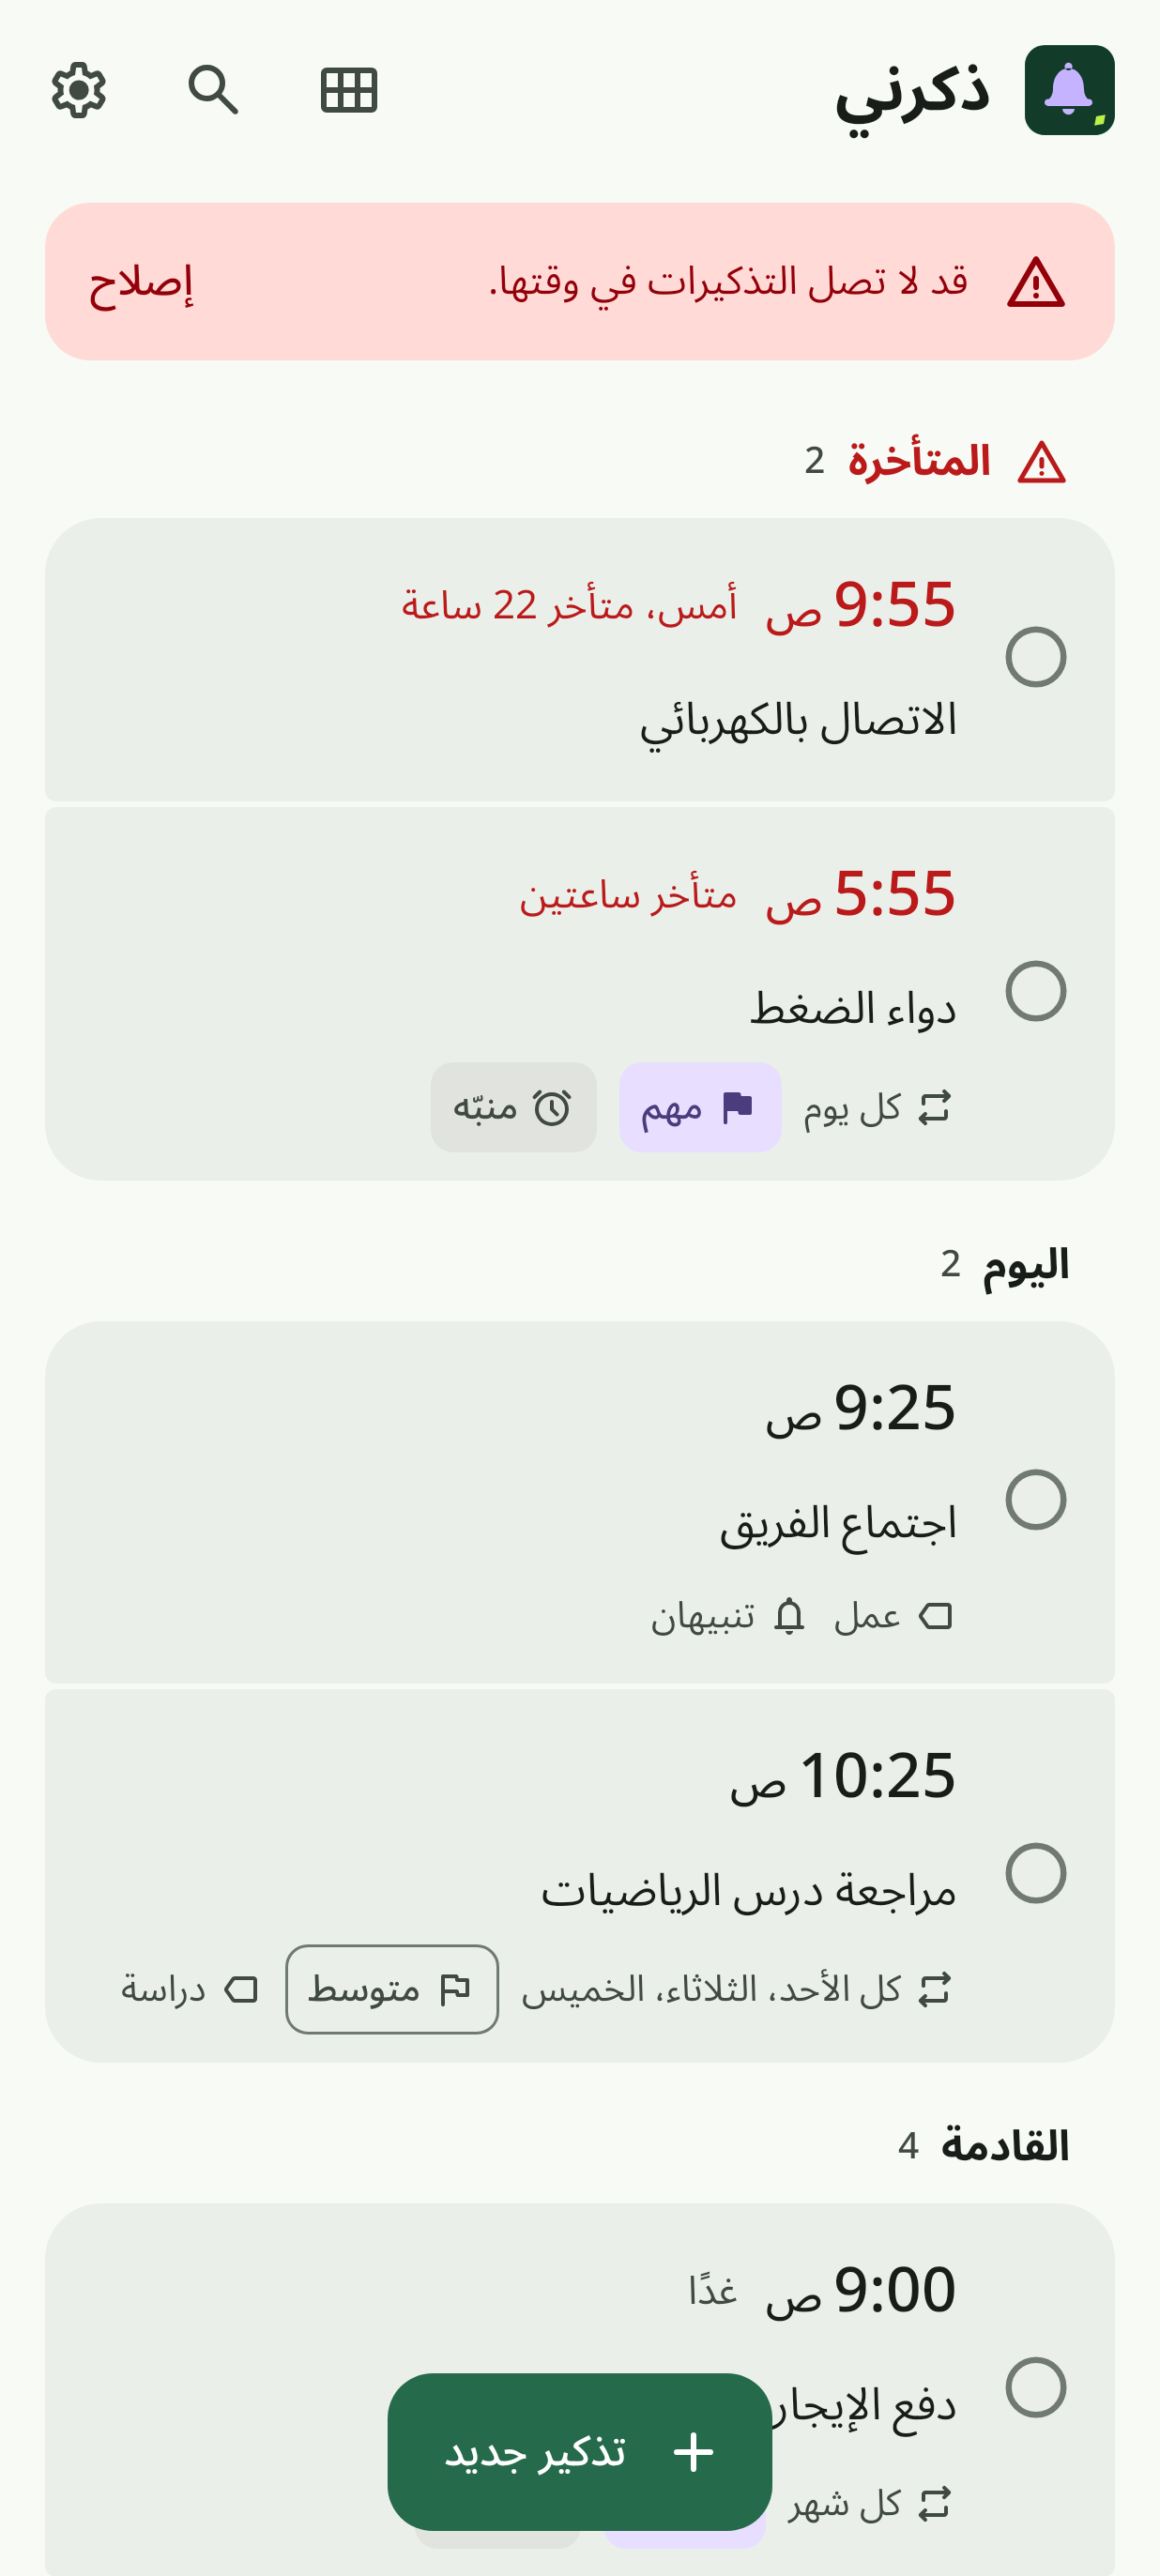 ذكرني
قد لا تصل التذكيرات في وقتها. إصلاح
المتأخرة 2
9:55 ص أمس، متأخر 22 ساعة
الاتصال بالكهربائي
5:55 ص متأخر ساعتين
دواء الضغط
كل يوم مهم منبّه
اليوم 2
9:25 ص
اجتماع الفريق
عمل تنبيهان
10:25 ص
مراجعة درس الرياضيات
كل الأحد، الثلاثاء، الخميس متوسط دراسة
القادمة 4
9:00 ص غدًا
دفع الإيجار
تذكير جديد
كل شهر